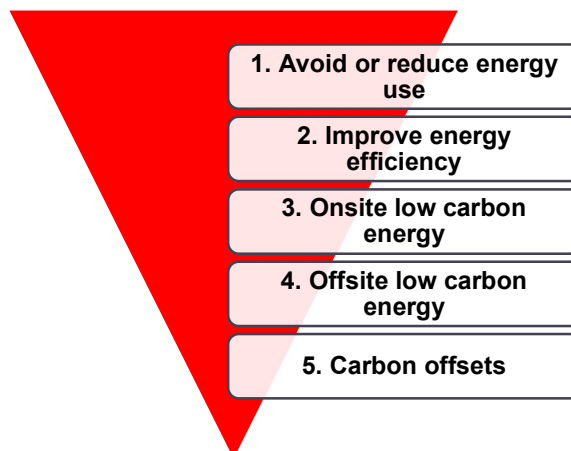 1. Avoid or reduce energy
use
2. Improve energy
efficiency
3. Onsite low carbon
energy
4. Offsite low carbon
energy
5. Carbon offsets